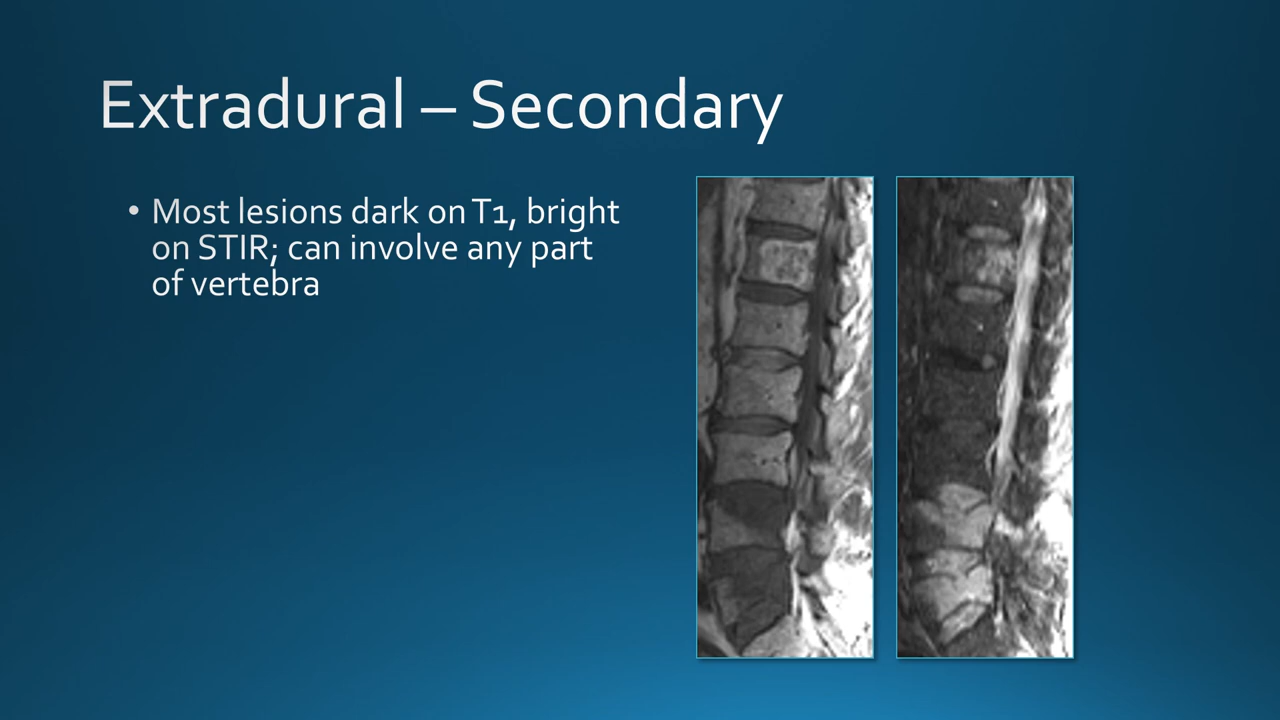 Extradural – Secondary
• Most lesions dark on T1, bright
on STIR; can involve any part
of vertebra